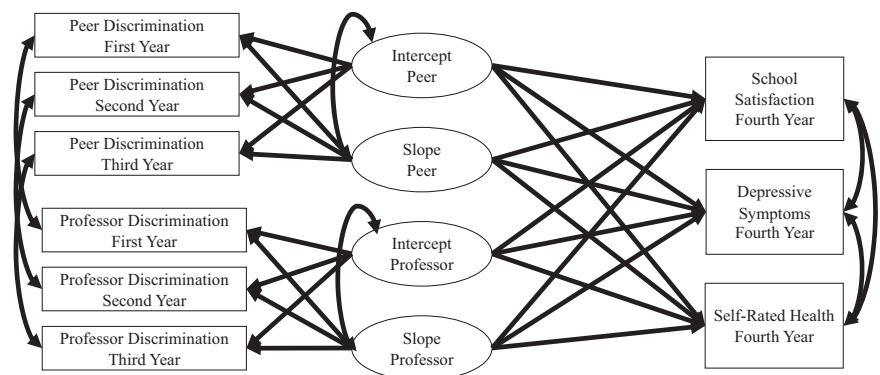 Peer Discrimination
First Year
Peer Discrimination
Second Year
Peer Discrimination
Third Year
Professor Discrimination
First Year
Professor Discrimination
Second Year
Professor Discrimination
Third Year
Intercept
Peer
Slope
Peer
Intercept
Professor
Slope
Professor
School
Satisfaction
Fourth Year
Depressive
Symptoms
Fourth Year
Self-Rated Health
Fourth Year